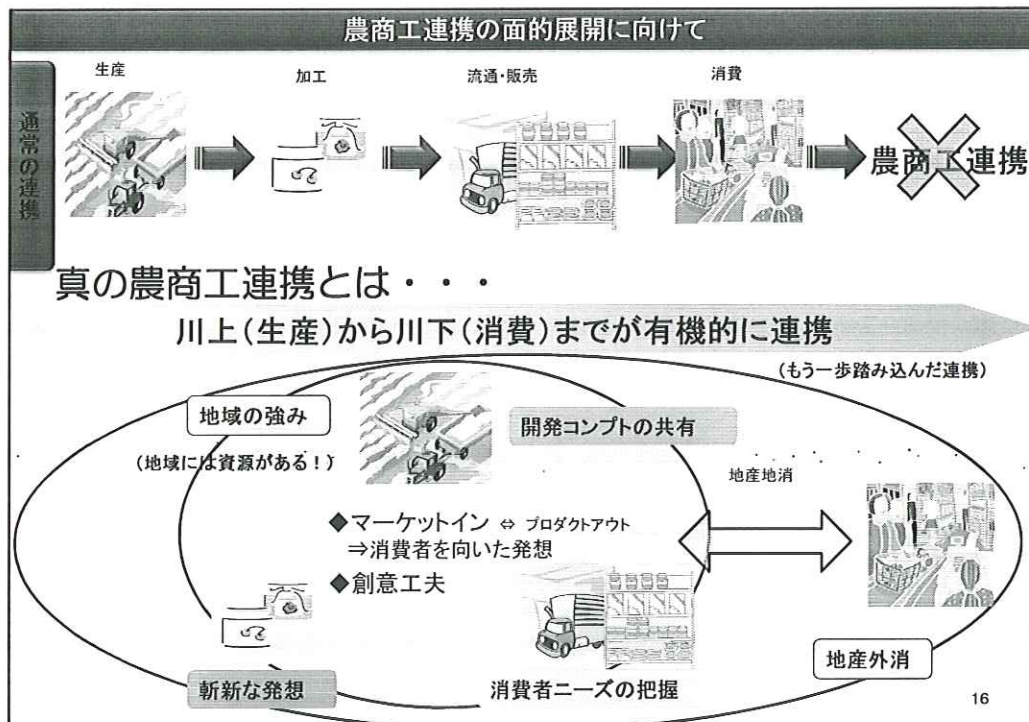 農商工連携の面的展開に向けて
生産
加工
流通・販売
消費
通常の連携
農商工連携
真の農商工連携とは・・・
川上(生産)から川下(消費)までが有機的に連携
(もう一歩踏み込んだ連携)
地域の強み
開発コンプトの共有
(地域には資源がある!)
地産地消
◆マーケットイン ⇔ プロダクトアウト
⇒消費者を向いた発想
◆創意工夫
地産外消
斬新な発想
消費者ニーズの把握
16